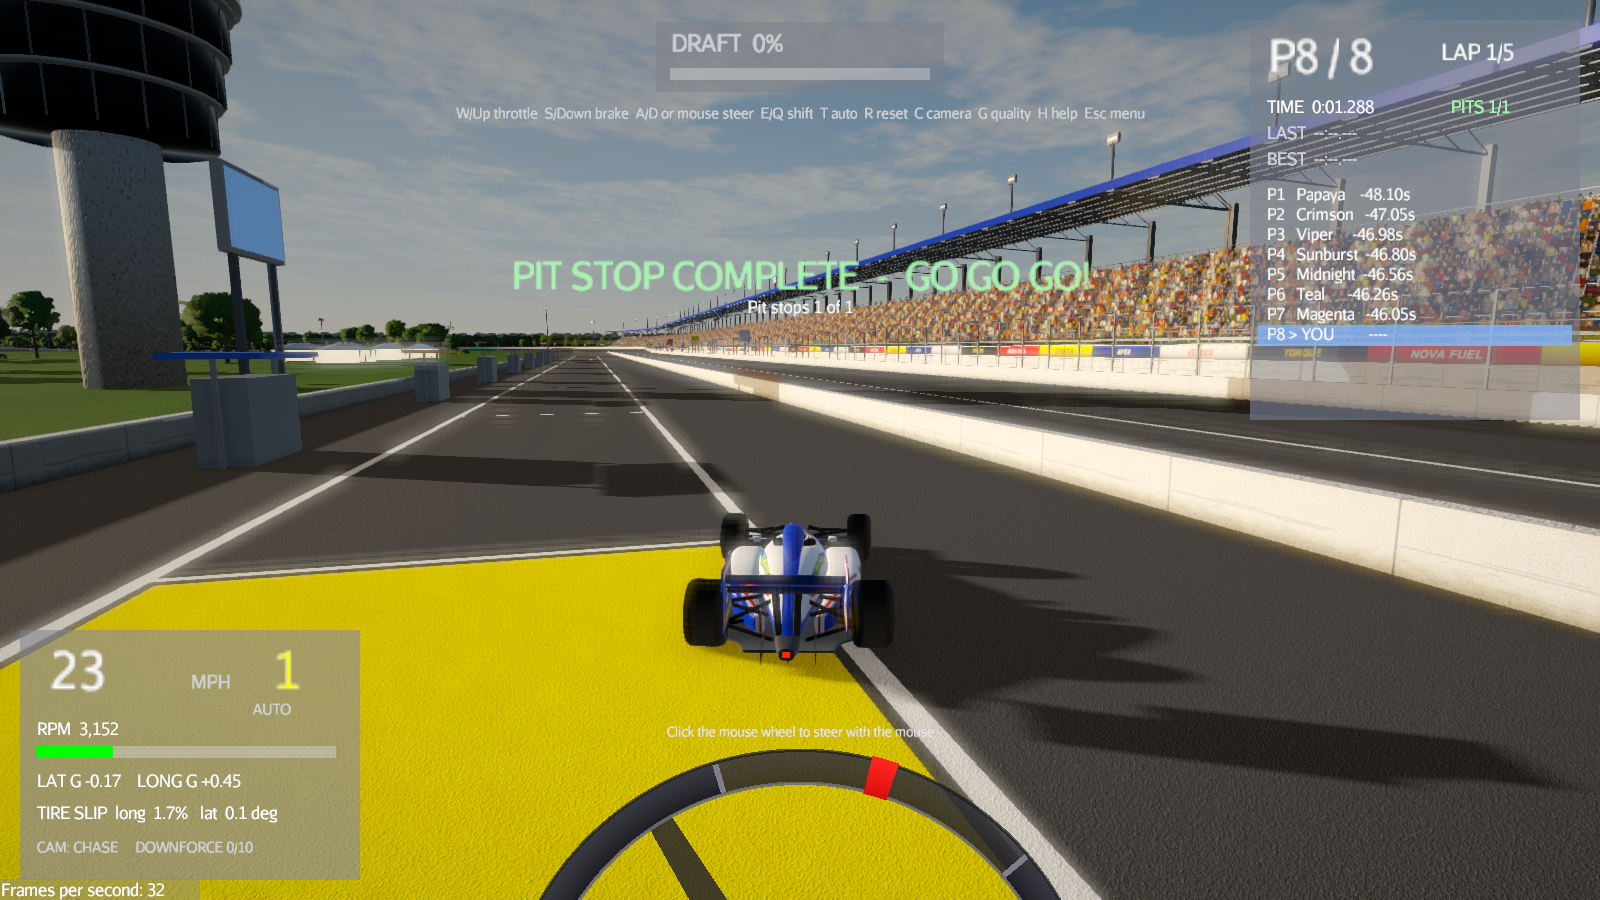 DRAFT 0%
W/Up throttle S/Down brake A/D or mouse steer E/Q shift T auto R reset C camera G quality H help Esc menu
P8 / 8 LAP 1/5
TIME 0:01.288 PITS 1/1
LAST --:--.---
BEST --:--.---
P1 Papaya -48.10s
P2 Crimson -47.05s
P3 Viper -46.98s
P4 Sunburst -46.80s
P5 Midnight -46.56s
P6 Teal -46.26s
P7 Magenta -46.05s
P8 > YOU ----
PIT STOP COMPLETE GO GO GO!
Pit stops 1 of 1
TORQUE NOVA FUEL
23 MPH 1
AUTO
RPM 3,152
LAT G -0.17 LONG G +0.45
TIRE SLIP long 1.7% lat 0.1 deg
CAM: CHASE DOWNFORCE 0/10
Click the mouse wheel to steer with the mouse
Frames per second: 32